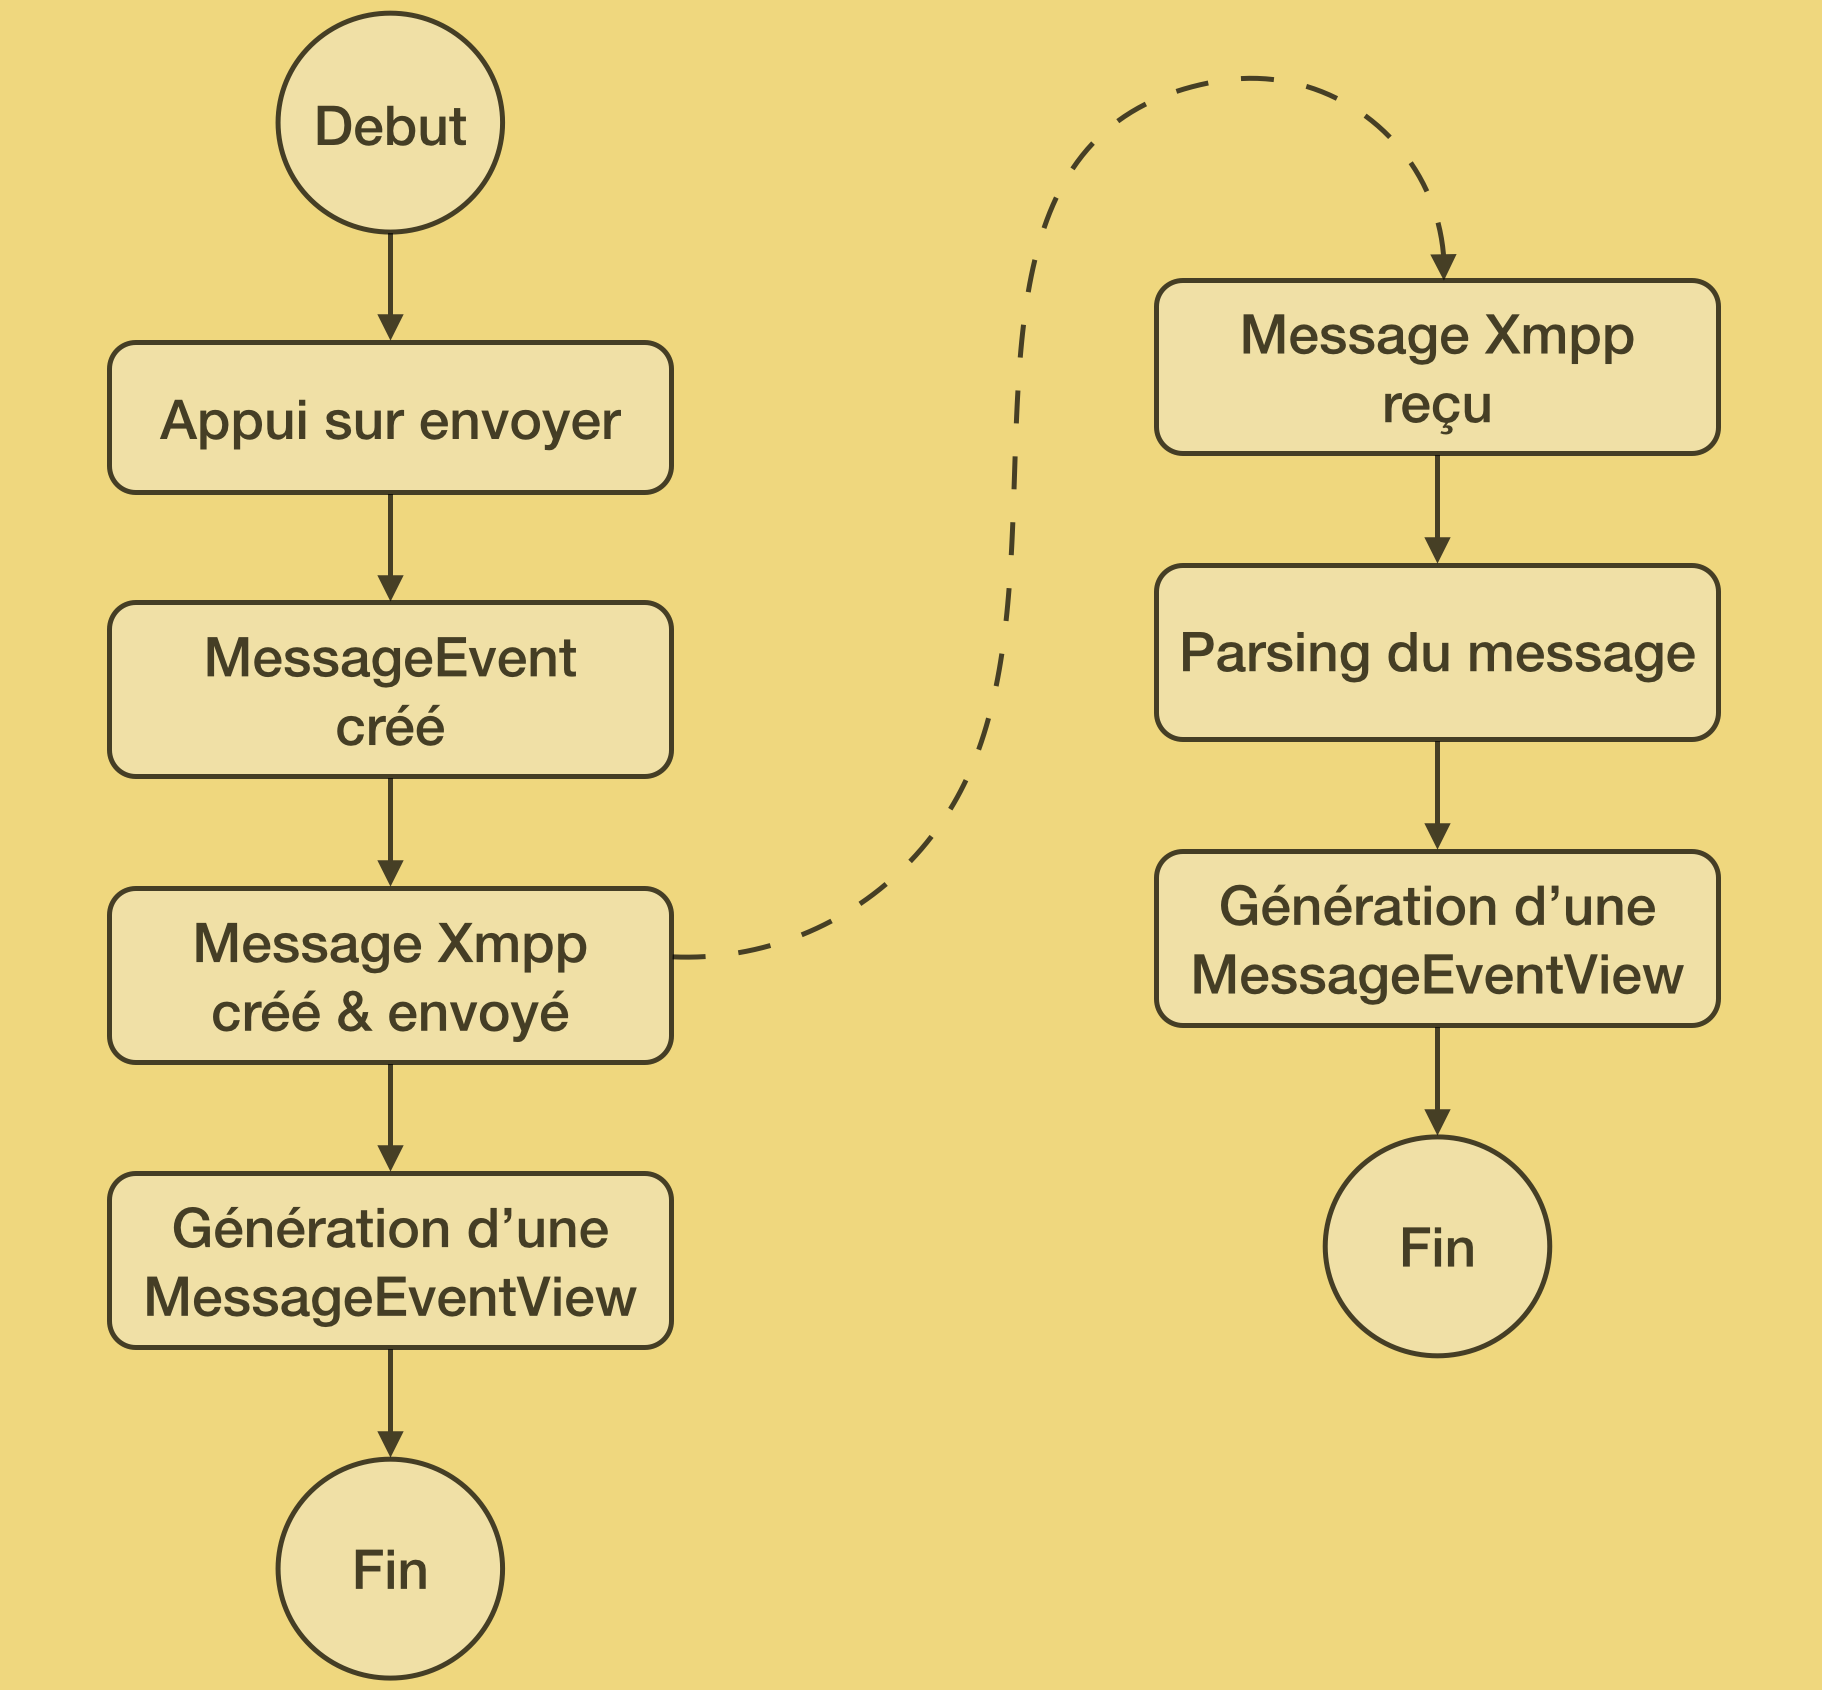 Debut
Appui sur envoyer
MessageEvent
créé
Message Xmpp
créé & envoyé
Génération d’une
MessageEventView
Fin
Message Xmpp
reçu
Parsing du message
Génération d’une
MessageEventView
Fin